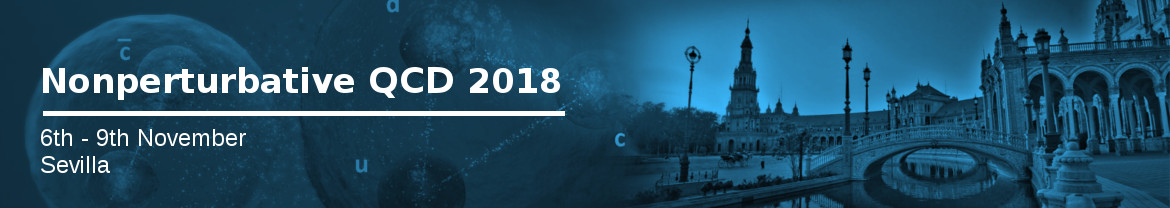 d
c̅
Nonperturbative QCD 2018
6th - 9th November
Sevilla
u
c